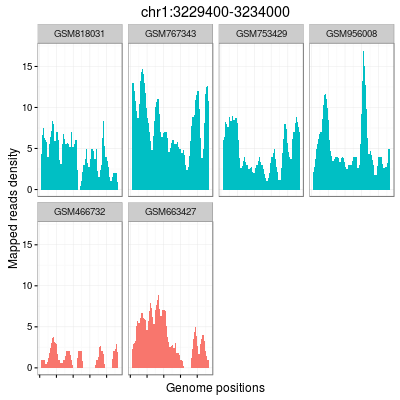 chr1:3229400-3234000
GSM818031 GSM767343 GSM753429 GSM956008
15
10
5
0
GSM466732 GSM663427
15
10
5
0
Mapped reads density
Genome positions